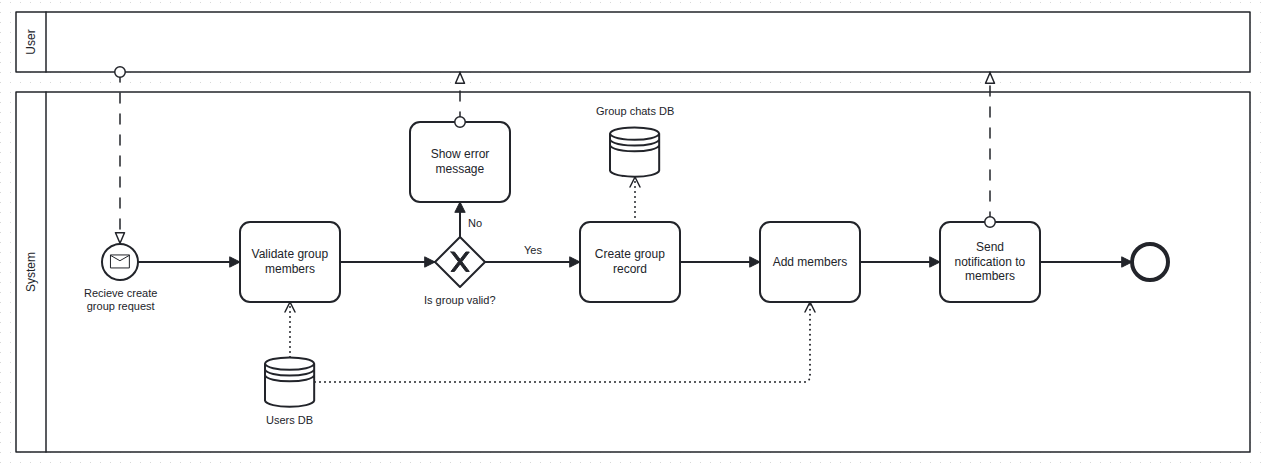 User
System
Recieve create
group request
Validate group
members
Users DB
Is group valid?
No
Yes
Show error
message
Group chats DB
Create group
record
Add members
Send
notification to
members